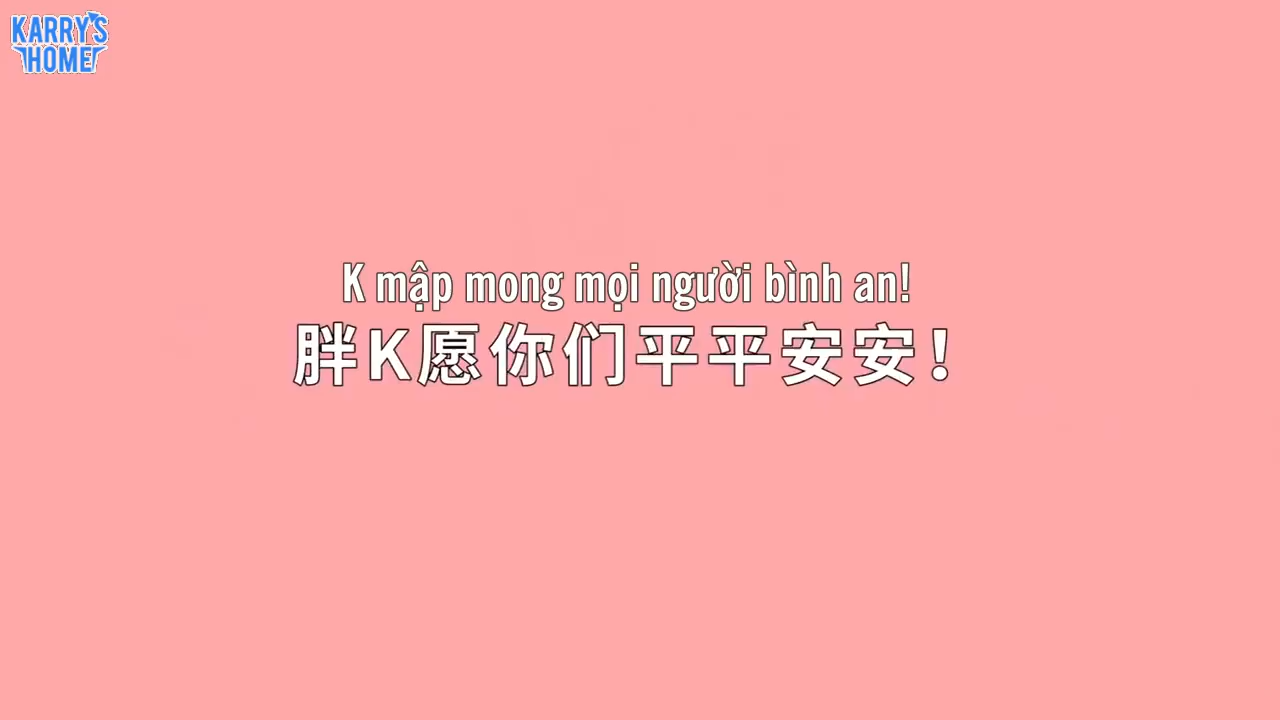 KARRY'S
HOME
K mập mong mọi người bình an!
胖K愿你们平平安安!